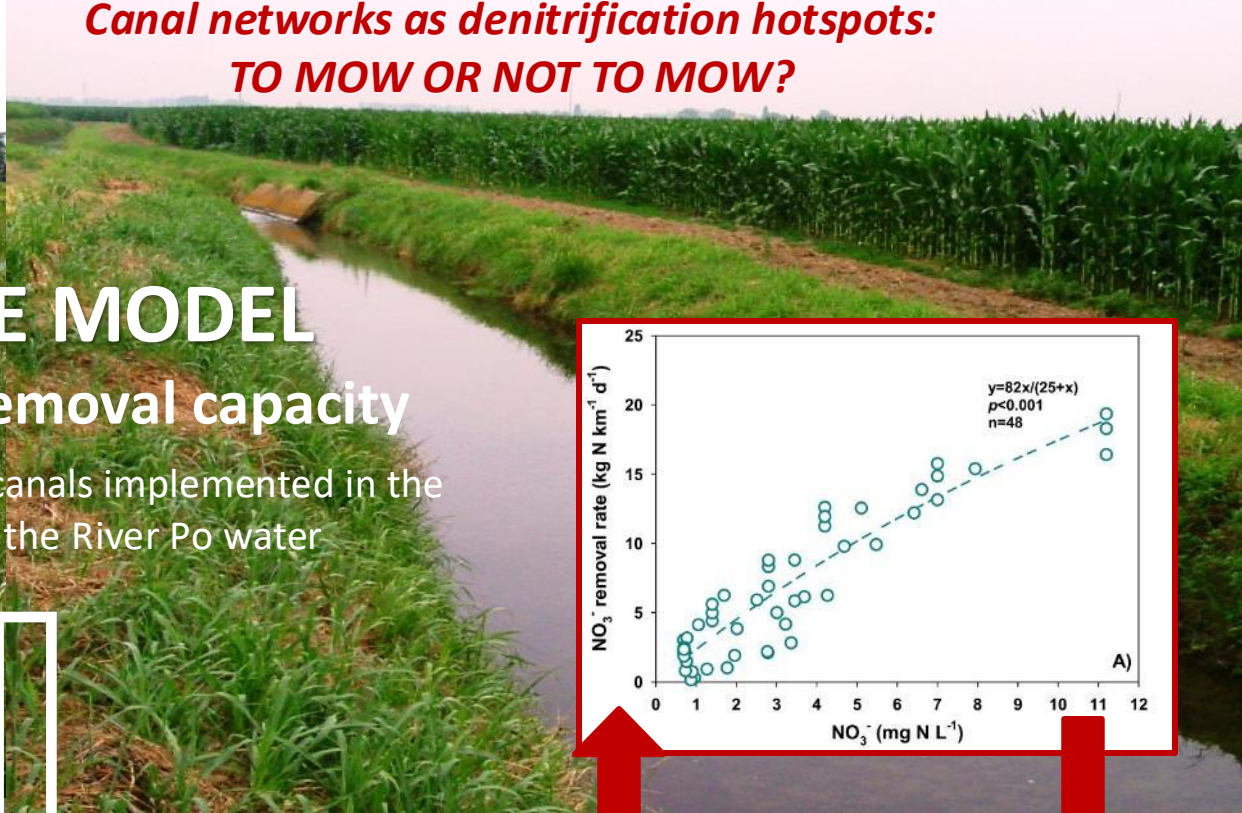 Canal networks as denitrification hotspots:
TO MOW OR NOT TO MOW?
E MODEL
emoval capacity
canals implemented in the
the River Po water
25
20
15
10
5
0
NO₃⁻ removal rate (kg N km⁻¹ d⁻¹)
y=82x/(25+x)
p<0.001
n=48
A)
0 1 2 3 4 5 6 7 8 9 10 11 12
NO₃⁻ (mg N L⁻¹)